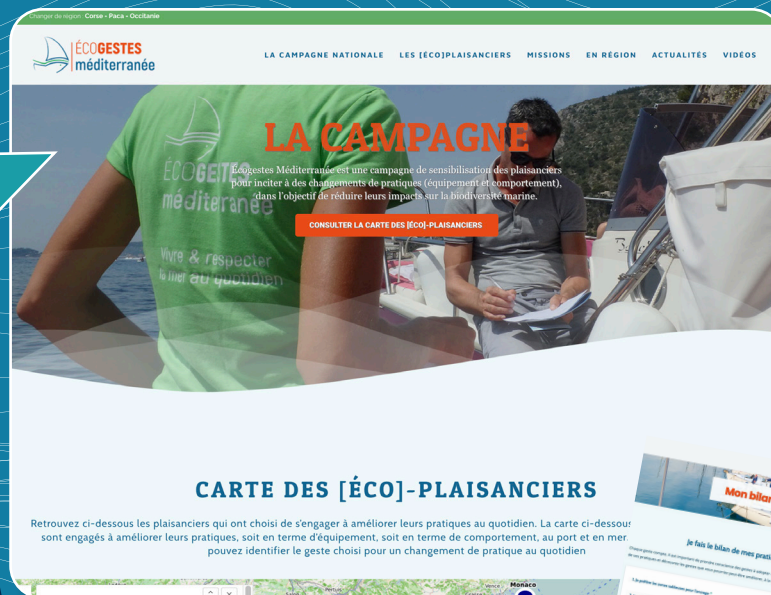 Changer de region : Corse - Paca - Occitanie
ÉCOGESTES
méditerranée
LA CAMPAGNE NATIONALE LES [ÉCO]PLAISANCIERS MISSIONS EN RÉGION ACTUALITÉS VIDÉOS
LA CAMPAGNE
Écogestes Méditerranée est une campagne de sensibilisation des plaisanciers
pour inciter à des changements de pratiques (équipement et comportement),
dans l'objectif de réduire leurs impacts sur la biodiversité marine.
CONSULTER LA CARTE DES [ÉCO]-PLAISANCIERS
ÉCOGESTES
méditerranée
Vivre & respecter
la mer au quotidien
CARTE DES [ÉCO]-PLAISANCIERS
Retrouvez ci-dessous les plaisanciers qui ont choisi de s'engager à améliorer leurs pratiques au quotidien. La carte ci-dessous
sont engagés à améliorer leurs pratiques, soit en terme d'équipement, soit en terme de comportement, au port et en mer.
pouvez identifier le geste choisi pour un changement de pratique au quotidien
Mon bilan
Je fais le bilan de mes prati
Pertuis
Vence
Monaco